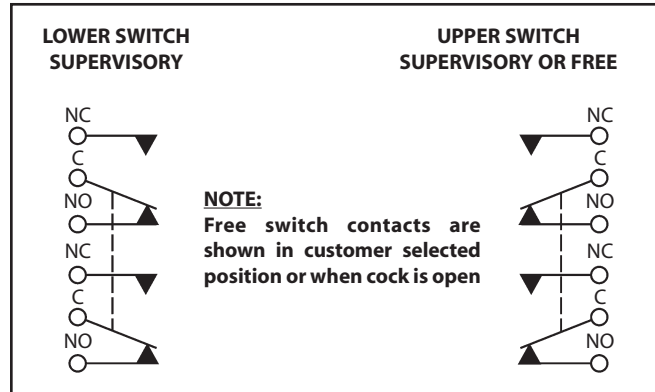 LOWER SWITCH
SUPERVISORY
UPPER SWITCH
SUPERVISORY OR FREE
NC
C
NO
NC
C
NO
NOTE:
Free switch contacts are
shown in customer selected
position or when cock is open
NC
C
NO
NC
C
NO